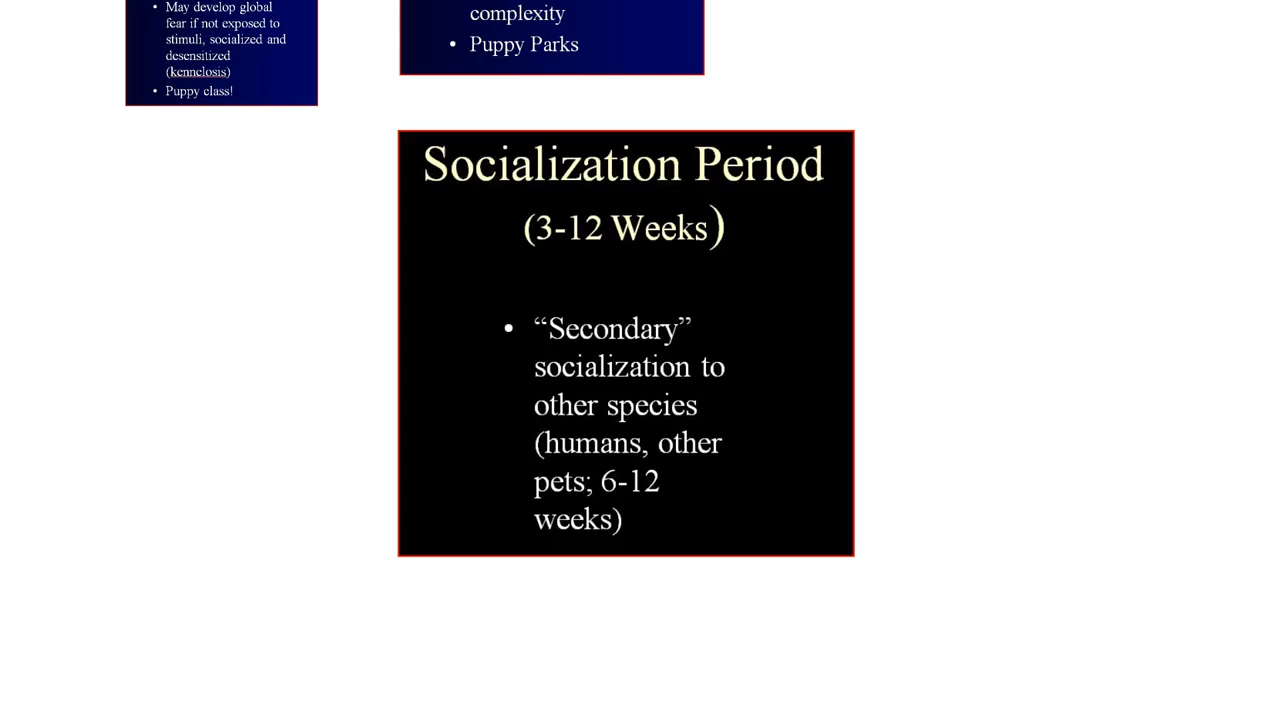 • May develop global
fear if not exposed to
stimuli, socialized and
desensitized
(kennelosis)
• Puppy class!
complexity
• Puppy Parks
Socialization Period
(3-12 Weeks)
• “Secondary”
socialization to
other species
(humans, other
pets; 6-12
weeks)